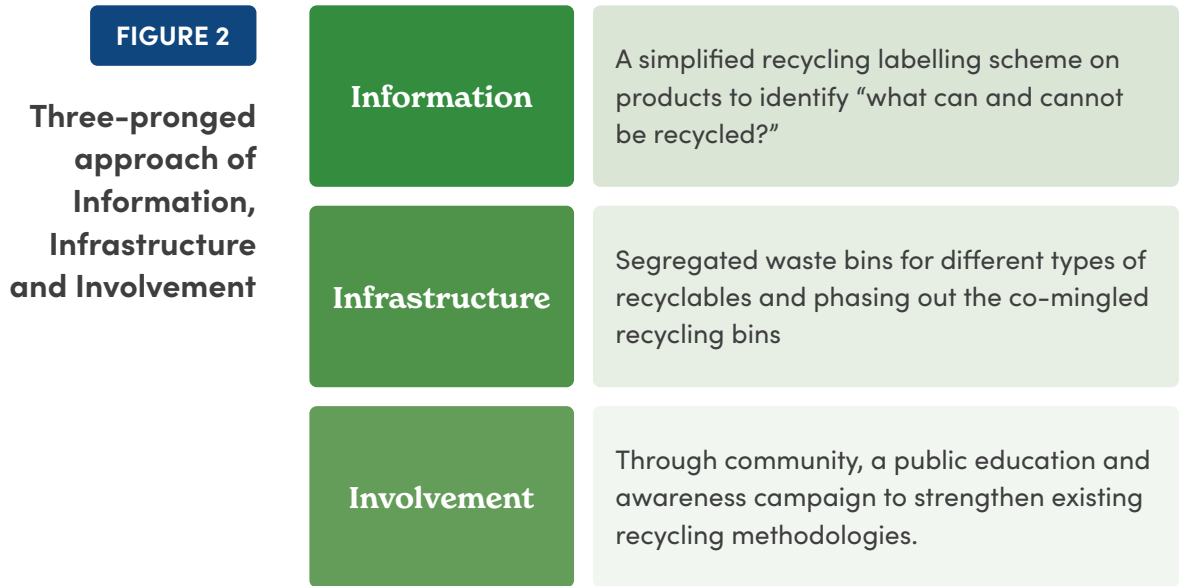 FIGURE 2
Three-pronged
approach of
Information,
Infrastructure
and Involvement
Information
A simplified recycling labelling scheme on
products to identify “what can and cannot
be recycled?”
Infrastructure
Segregated waste bins for different types of
recyclables and phasing out the co-mingled
recycling bins
Involvement
Through community, a public education and
awareness campaign to strengthen existing
recycling methodologies.